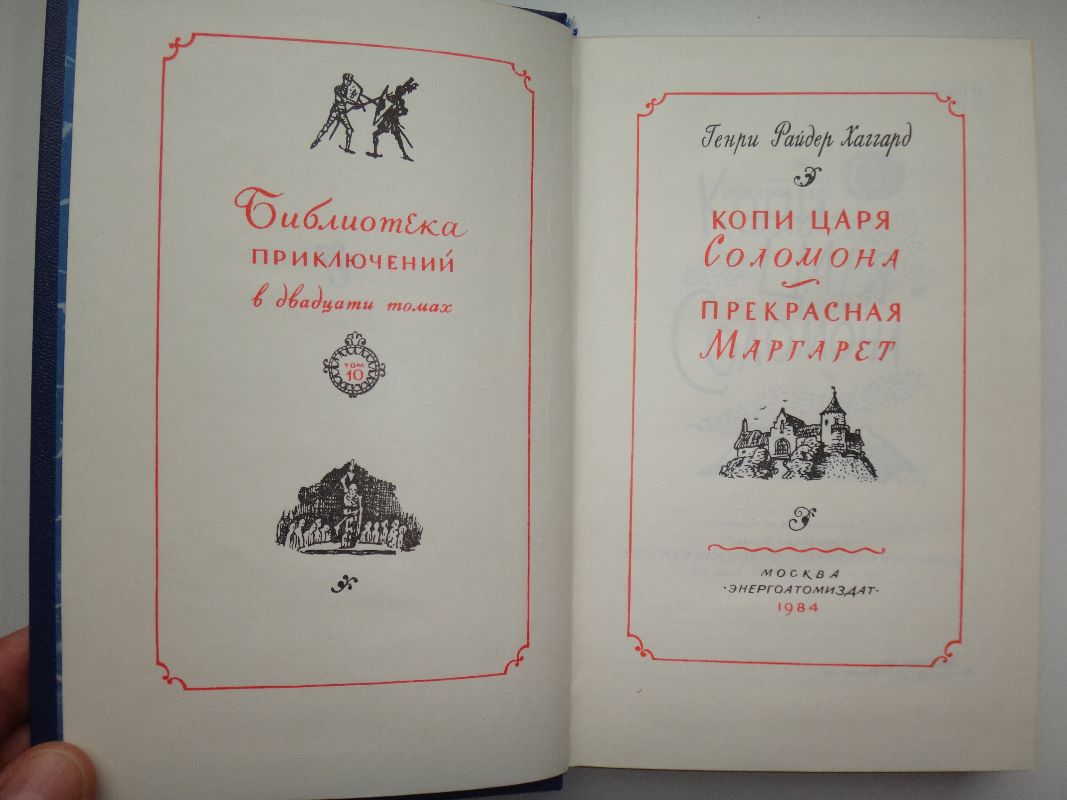 Библиотека
приключений
в двадцати томах
том
10
Генри Райдер Хаггард
КОПИ ЦАРЯ
СОЛОМОНА
ПРЕКРАСНАЯ
МАРГАРЕТ
МОСКВА
·ЭНЕРГОАТОМИЗДАТ·
1984